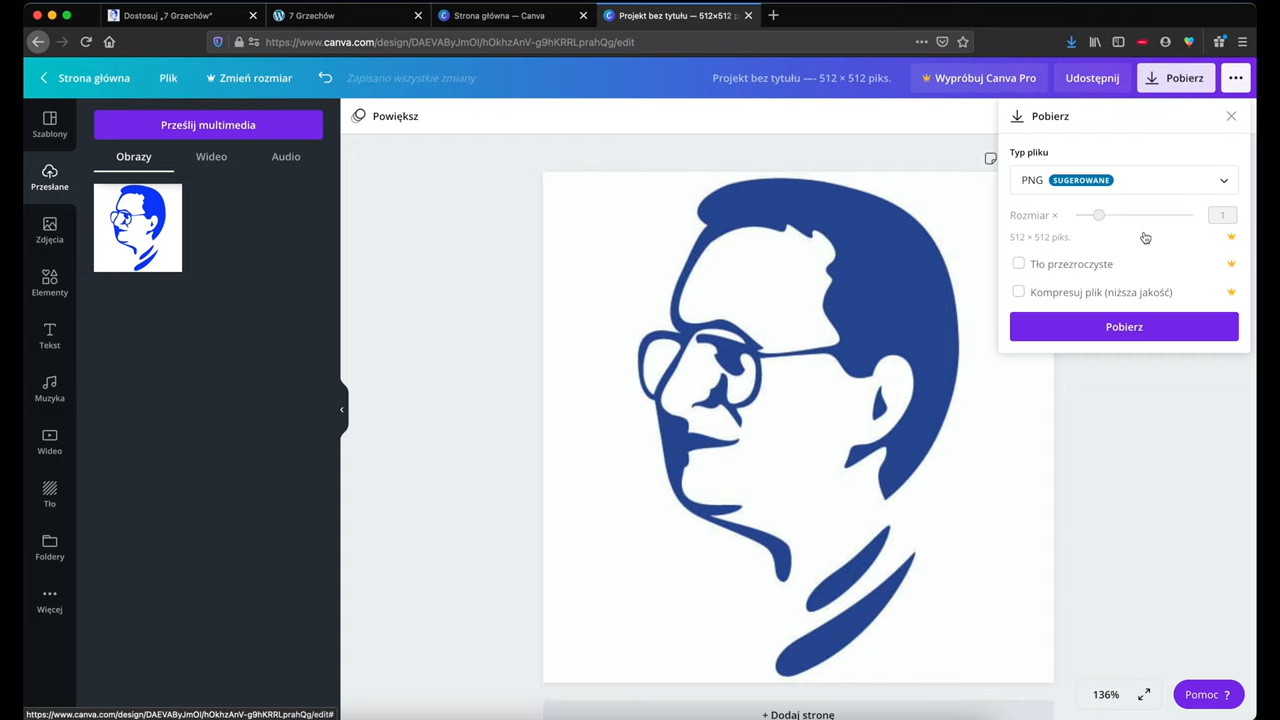 Dostosuj „7 Grzechów"
7 Grzechów
Strona główna — Canva
Projekt bez tytułu — 512×512 p
https://www.canva.com/design/DAEVAByJmOI/hOkhzAnV-g9hKRRLprahQg/edit
Strona główna
Plik
Zmień rozmiar
Zapisano wszystkie zmiany
Projekt bez tytułu —- 512 × 512 piks.
Wypróbuj Canva Pro
Udostępnij
Pobierz
Szablony
Przesłane
Zdjęcia
Elementy
Tekst
Muzyka
Wideo
Tło
Foldery
Więcej
Prześlij multimedia
Obrazy
Wideo
Audio
Powiększ
Pobierz
Typ pliku
PNG SUGEROWANE
Rozmiar × 1
512 × 512 piks.
Tło przezroczyste
Kompresuj plik (niższa jakość)
Pobierz
+ Dodaj stronę
136%
Pomoc ?
https://www.canva.com/design/DAEVAByJmOI/hOkhzAnV-g9hKRRLprahQg/edit#